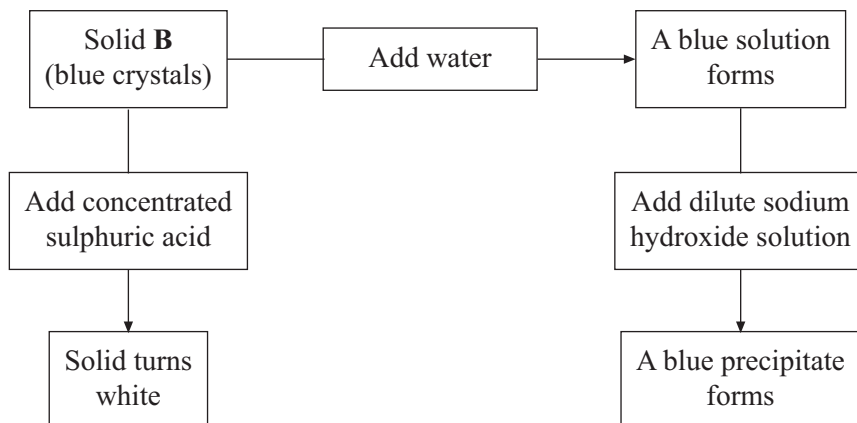 Solid B
(blue crystals)
Add water
A blue solution
forms
Add concentrated
sulphuric acid
Add dilute sodium
hydroxide solution
Solid turns
white
A blue precipitate
forms